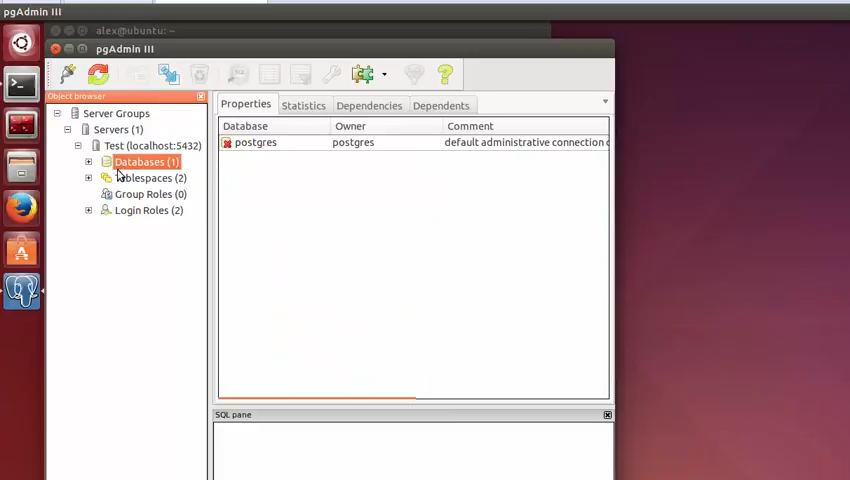 pgAdmin III
alex@ubuntu: ~
pgAdmin III
SQL
Object browser
Server Groups
Servers (1)
Test (localhost:5432)
Databases (1)
Tablespaces (2)
Group Roles (0)
Login Roles (2)
Properties
Statistics
Dependencies
Dependents
Database Owner Comment
postgres postgres default administrative connection
SQL pane